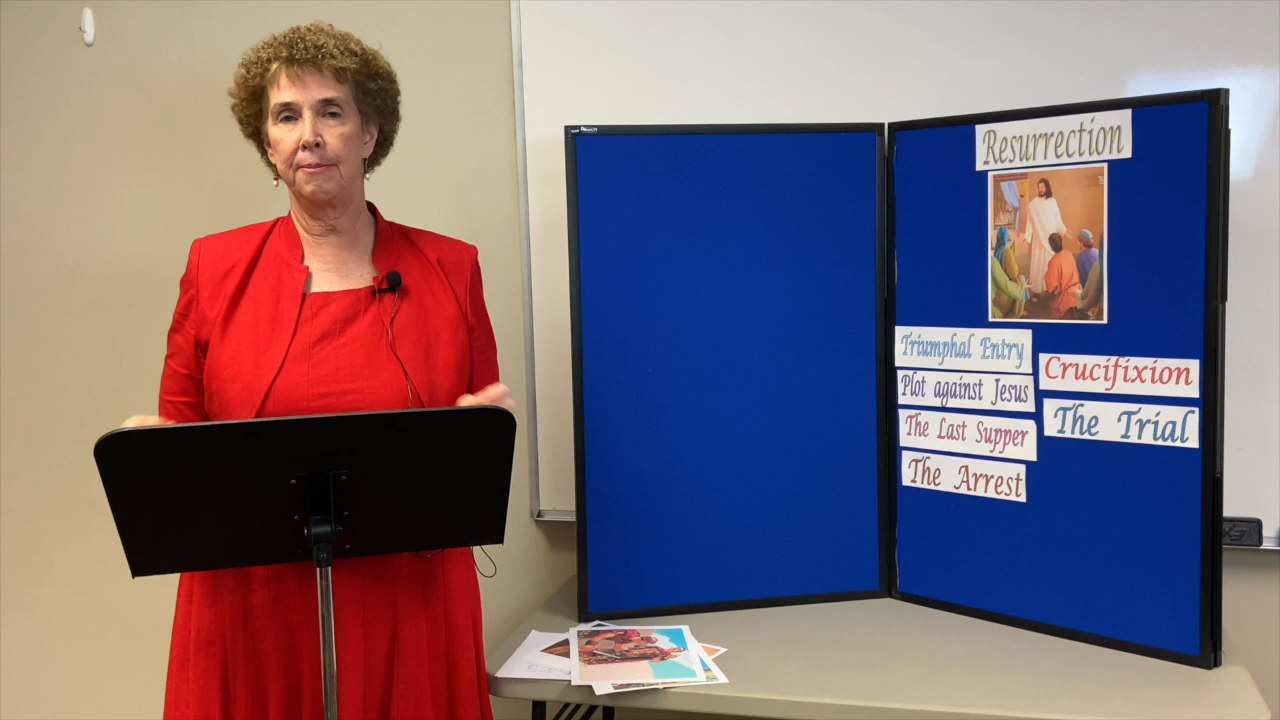 Resurrection
Triumphal Entry
Plot against Jesus
The Last Supper
The Arrest
Crucifixion
The Trial